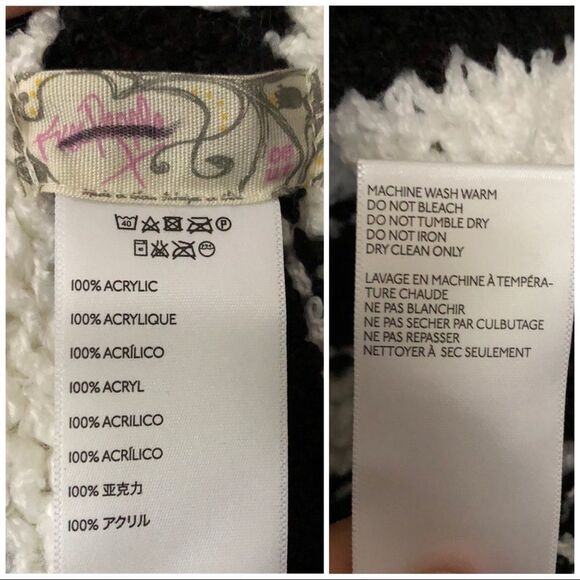 Free People
40
P
100% ACRYLIC
100% ACRYLIQUE
100% ACRÍLICO
100% ACRYL
100% ACRILICO
100% ACRÍLICO
100% 亚克力
100% アクリル
MACHINE WASH WARM
DO NOT BLEACH
DO NOT TUMBLE DRY
DO NOT IRON
DRY CLEAN ONLY
LAVAGE EN MACHINE À TEMPÉRA-
TURE CHAUDE
NE PAS BLANCHIR
NE PAS SECHER PAR CULBUTAGE
NE PAS REPASSER
NETTOYER À SEC SEULEMENT